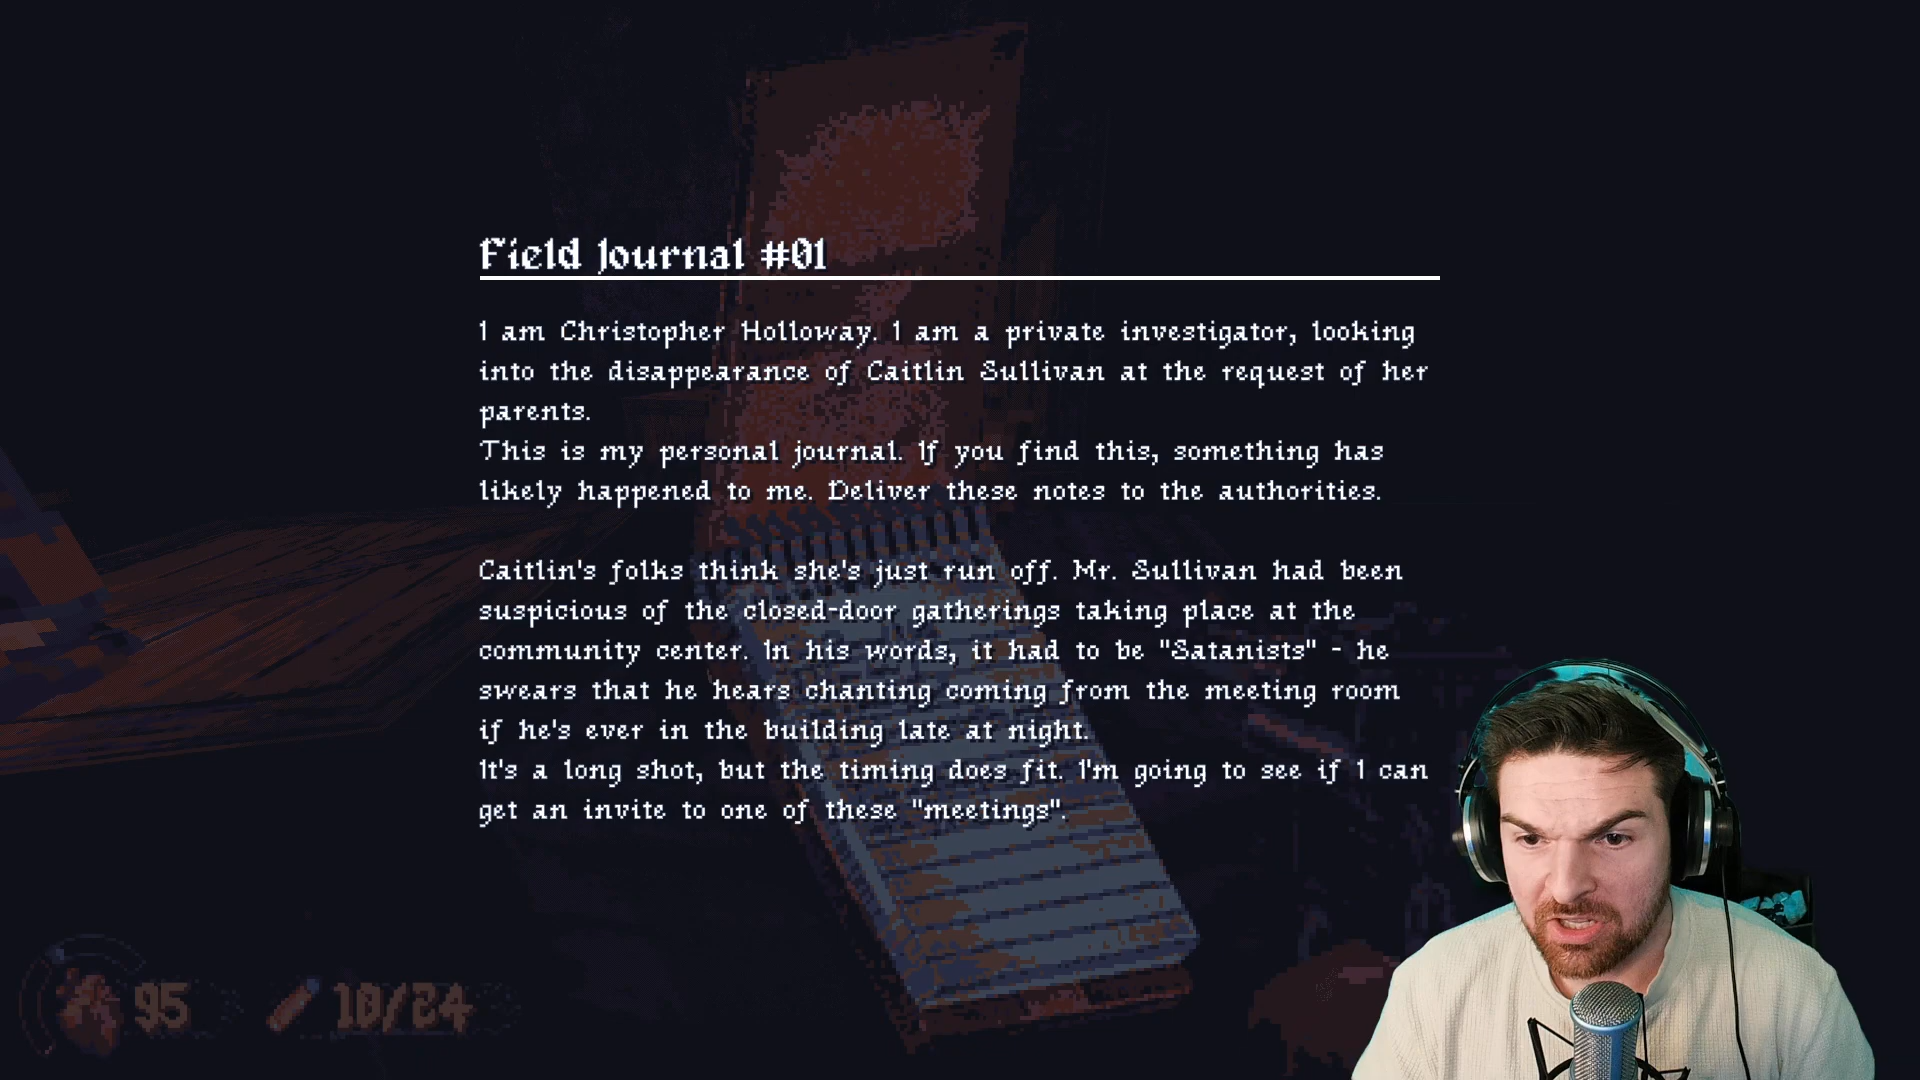 Field Journal #01
I am Christopher Holloway. I am a private investigator, looking
into the disappearance of Caitlin Sullivan at the request of her
parents.
This is my personal journal. If you find this, something has
likely happened to me. Deliver these notes to the authorities.
Caitlin's folks think she's just run off. Mr. Sullivan had been
suspicious of the closed-door gatherings taking place at the
community center. In his words, it had to be "Satanists" - he
swears that he hears chanting coming from the meeting room
if he's ever in the building late at night.
It's a long shot, but the timing does fit. I'm going to see if I can
get an invite to one of these "meetings".
95
10/24